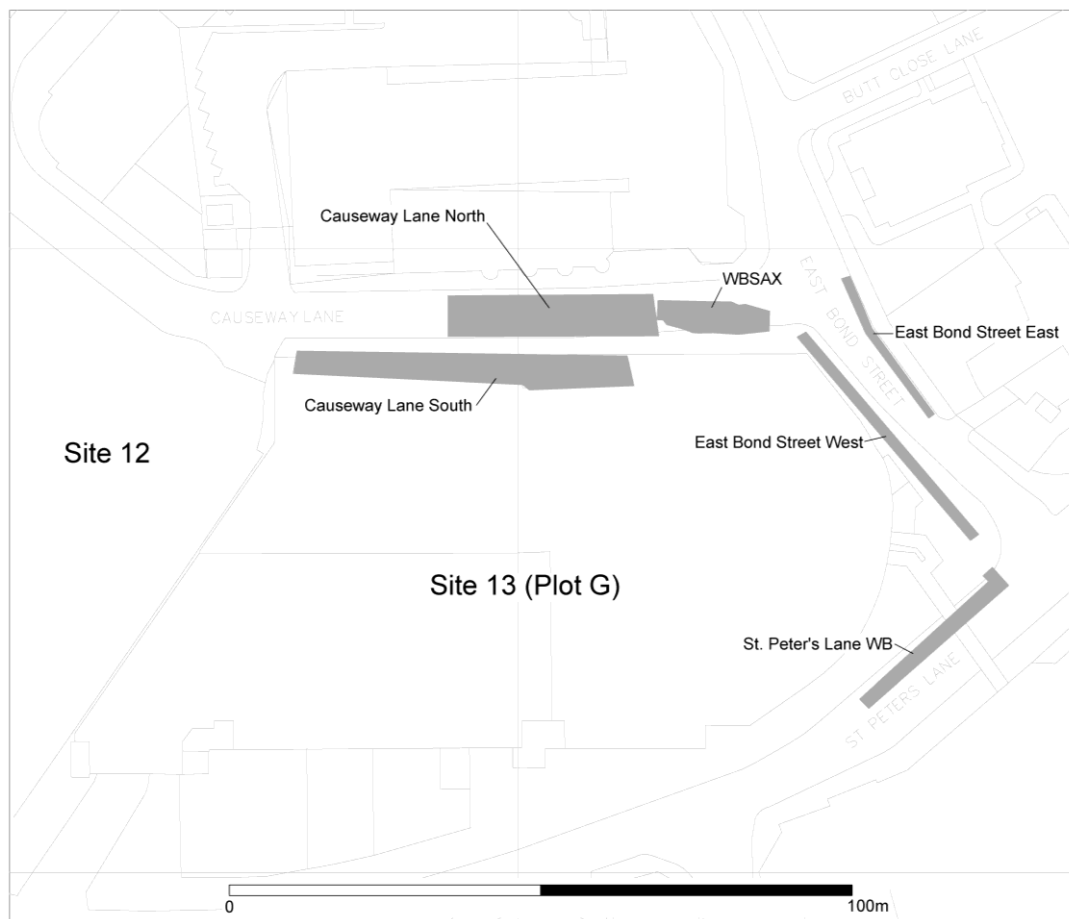 BUTT CLOSE LANE
Causeway Lane North
WBSAX
EAST BOND STREET
CAUSEWAY LANE
East Bond Street East
Causeway Lane South
East Bond Street West
Site 12
Site 13 (Plot G)
St. Peter's Lane WB
ST PETERS LANE
0
100m